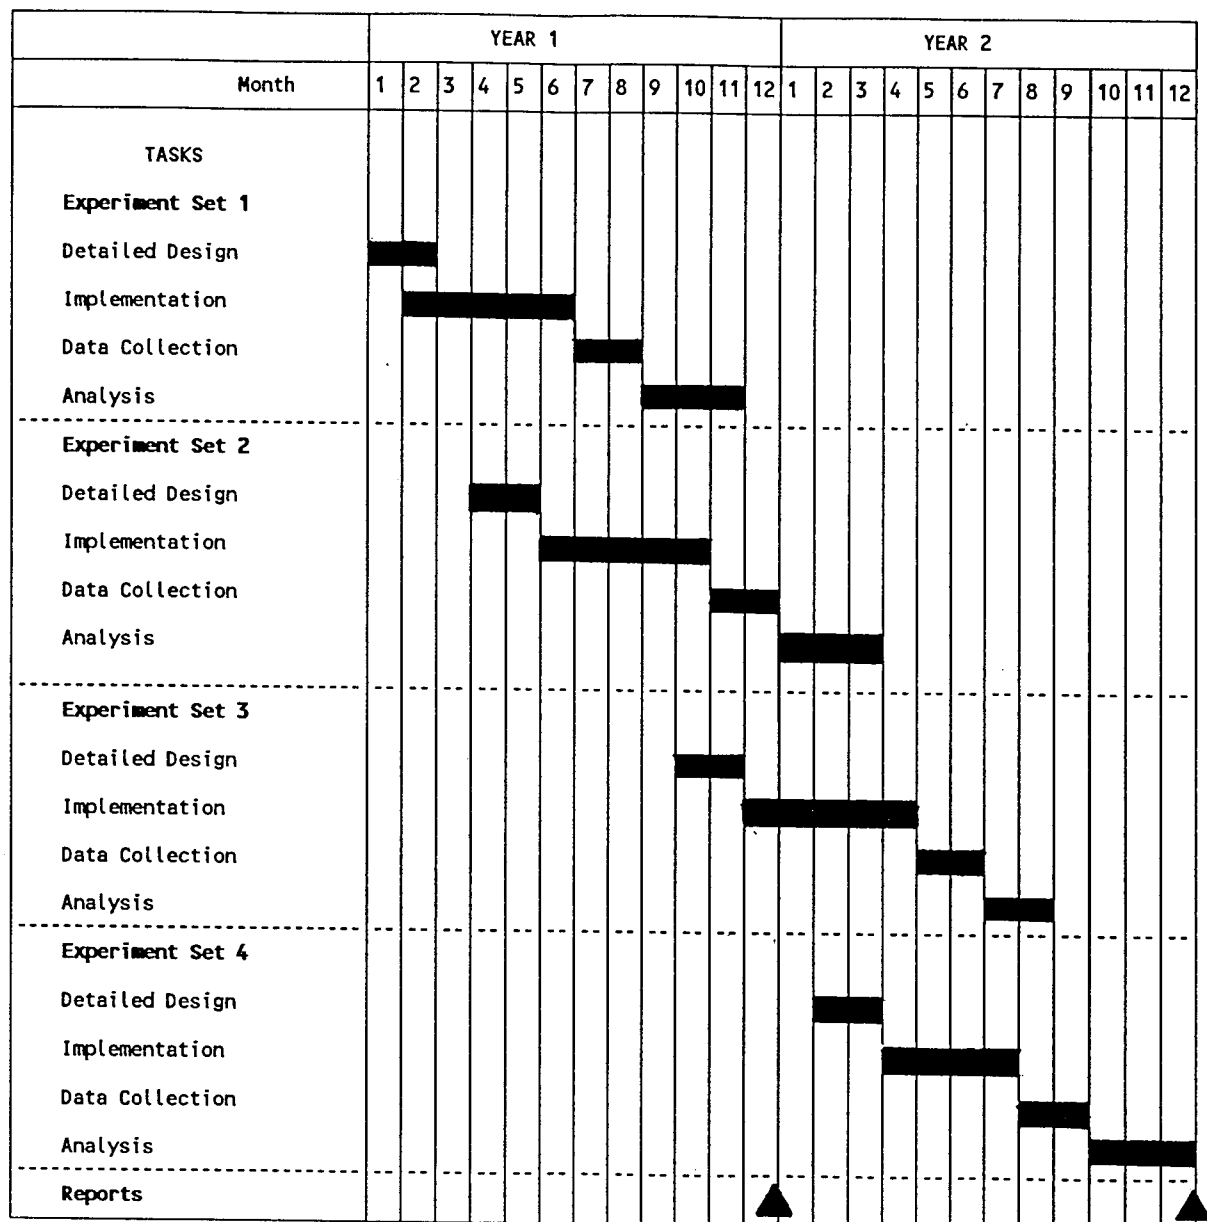 YEAR 1 YEAR 2
Month 1 2 3 4 5 6 7 8 9 10 11 12 1 2 3 4 5 6 7 8 9 10 11 12
TASKS
Experiment Set 1
Detailed Design
Implementation
Data Collection
Analysis
Experiment Set 2
Detailed Design
Implementation
Data Collection
Analysis
Experiment Set 3
Detailed Design
Implementation
Data Collection
Analysis
Experiment Set 4
Detailed Design
Implementation
Data Collection
Analysis
Reports